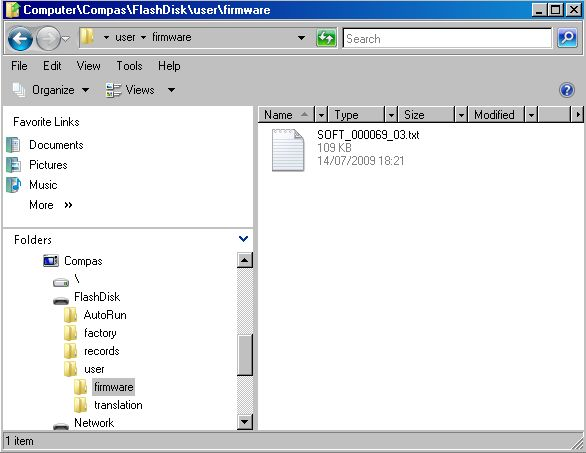 Computer\Compas\FlashDisk\user\firmware
user firmware
Search
File Edit View Tools Help
Organize Views
Favorite Links
Documents
Pictures
Music
More »
Folders
Compas
\
FlashDisk
AutoRun
factory
records
user
firmware
translation
Network
Name Type Size Modified
SOFT_000069_03.txt
109 KB
14/07/2009 18:21
1 item